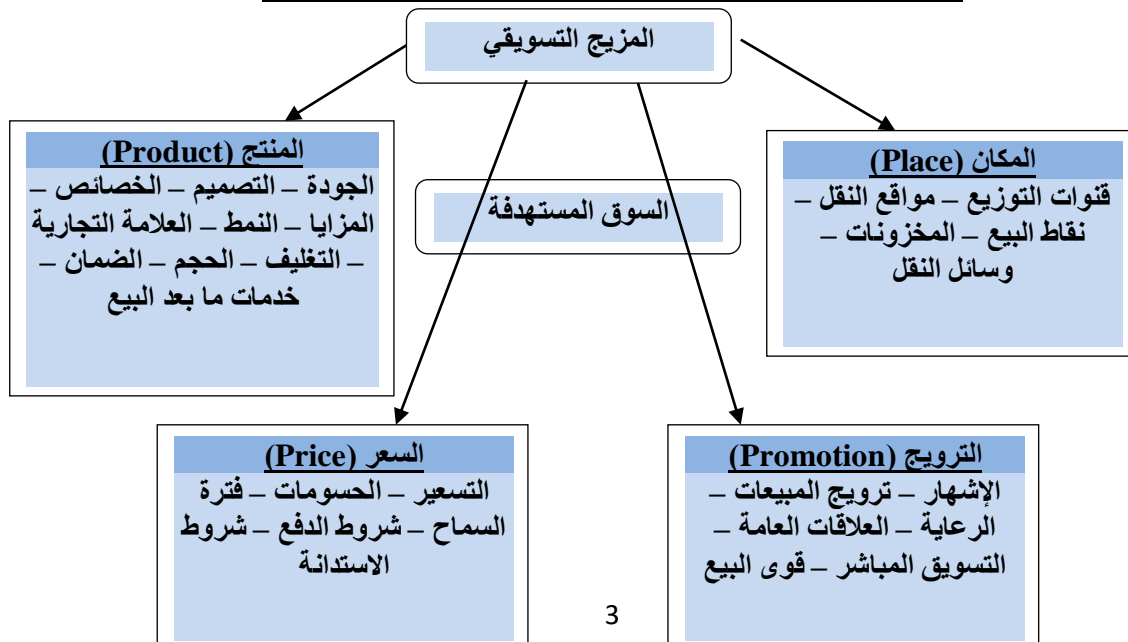 المزيج التسويقي
المكان (Place)
قنوات التوزيع – مواقع النقل –
نقاط البيع – المخزونات –
وسائل النقل
السوق المستهدفة
المنتج (Product)
الجودة – التصميم – الخصائص –
المزايا – النمط – العلامة التجارية
– التغليف – الحجم – الضمان –
خدمات ما بعد البيع
الترويج (Promotion)
الإشهار – ترويج المبيعات –
الرعاية – العلاقات العامة –
التسويق المباشر – قوى البيع
السعر (Price)
التسعير – الحسومات – فترة
السماح – شروط الدفع – شروط
الاستدانة
3